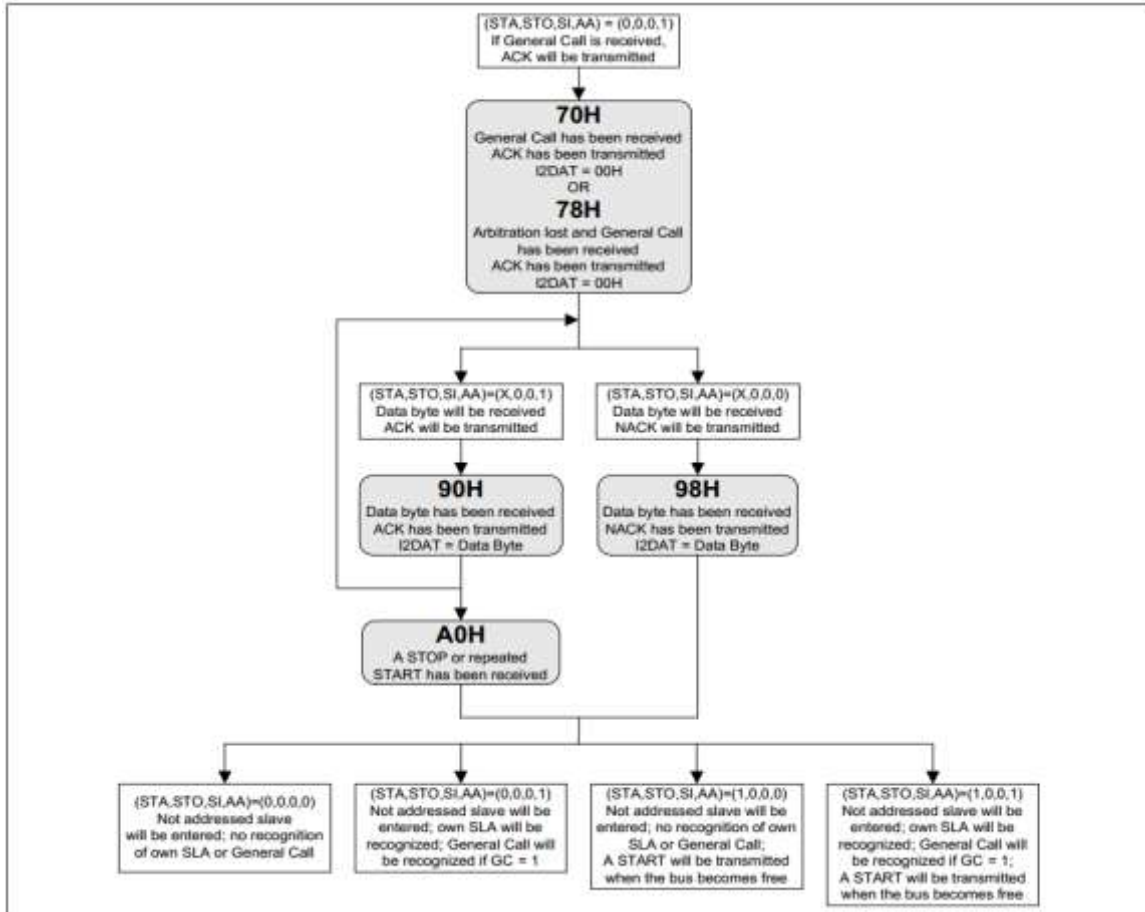 (STA,STO,SI,AA) = (0,0,0,1)
If General Call is received,
ACK will be transmitted
70H
General Call has been received
ACK has been transmitted
I2DAT = 00H
OR
78H
Arbitration lost and General Call
has been received
ACK has been transmitted
I2DAT = 00H
(STA,STO,SI,AA)=(X,0,0,1)
Data byte will be received
ACK will be transmitted
(STA,STO,SI,AA)=(X,0,0,0)
Data byte will be received
NACK will be transmitted
90H
Data byte has been received
ACK has been transmitted
I2DAT = Data Byte
98H
Data byte has been received
NACK has been transmitted
I2DAT = Data Byte
A0H
A STOP or repeated
START has been received
(STA,STO,SI,AA)=(0,0,0,0)
Not addressed slave
will be entered; no recognition
of own SLA or General Call
(STA,STO,SI,AA)=(0,0,0,1)
Not addressed slave will be
entered; own SLA will be
recognized; General Call will
be recognized if GC = 1
(STA,STO,SI,AA)=(1,0,0,0)
Not addressed slave will be
entered; no recognition of own
SLA or General Call;
A START will be transmitted
when the bus becomes free
(STA,STO,SI,AA)=(1,0,0,1)
Not addressed slave will be
entered; own SLA will be
recognized; General Call will
be recognized if GC = 1;
A START will be transmitted
when the bus becomes free